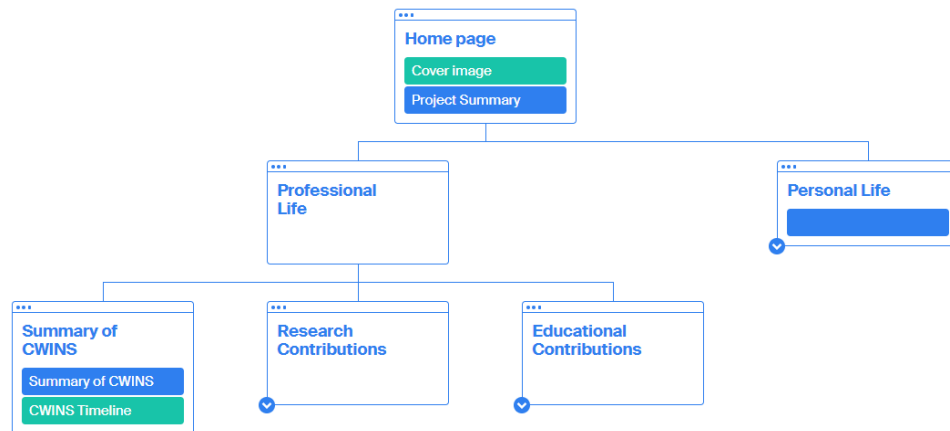 Home page
Cover image
Project Summary
Professional
Life
Personal Life
Summary of
CWINS
Summary of CWINS
CWINS Timeline
Research
Contributions
Educational
Contributions